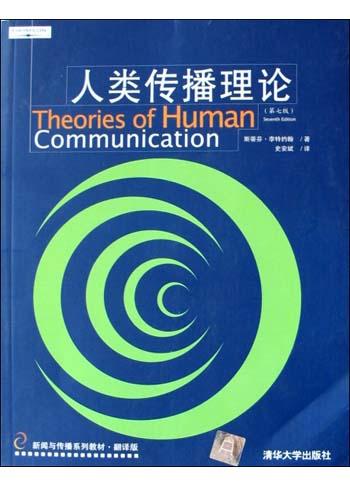 人类传播理论
(第七版)
Theories of Human
Seventh Edition
Communication
斯蒂芬·李特约翰 / 著
史安斌 / 译
新闻与传播系列教材·翻译版
清华大学出版社